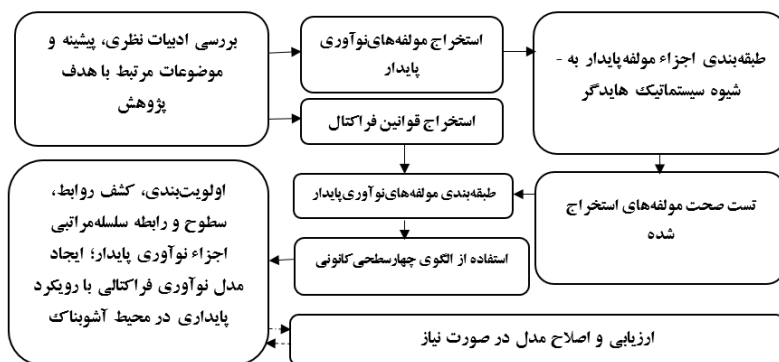 بررسی ادبیات نظری، پیشینه و
موضوعات مرتبط با هدف
پژوهش
استخراج مولفه‌های‌نوآوری
پایدار
طبقه‌بندی اجزاء مولفه‌پایدار به -
شیوه سیستماتیک هایدگر
استخراج قوانین فراکتال
تست صحت مولفه‌های استخراج
شده
طبقه‌بندی مولفه‌های‌نوآوری‌پایدار
استفاده از الگوی چهارسطحی‌کانونی
اولویت‌بندی، کشف روابط،
سطوح و رابطه سلسله‌مراتبی
اجزاء نوآوری پایدار؛ ایجاد
مدل نوآوری فراکتالی با رویکرد
پایداری در محیط آشوبناک
ارزیابی و اصلاح مدل در صورت نیاز